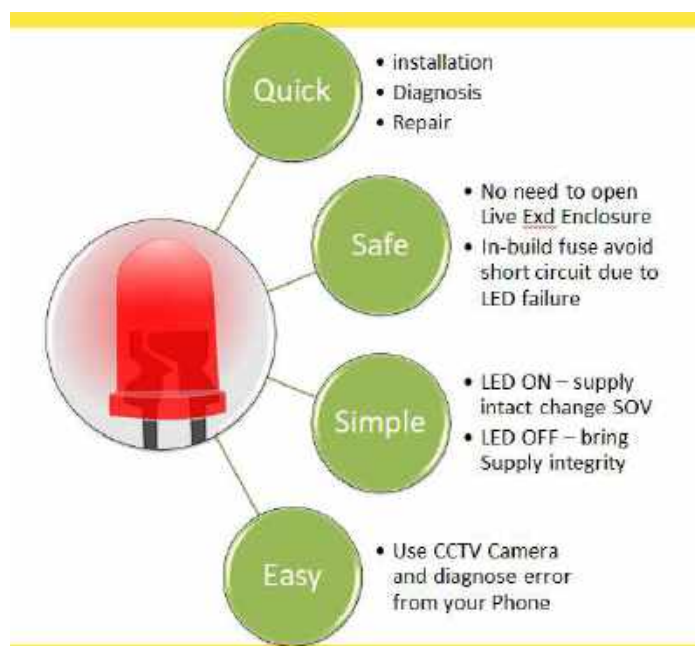 Quick
• installation
• Diagnosis
• Repair
Safe
• No need to open
Live Exd Enclosure
• In-build fuse avoid
short circuit due to
LED failure
Simple
• LED ON – supply
intact change SOV
• LED OFF – bring
Supply integrity
Easy
• Use CCTV Camera
and diagnose error
from your Phone